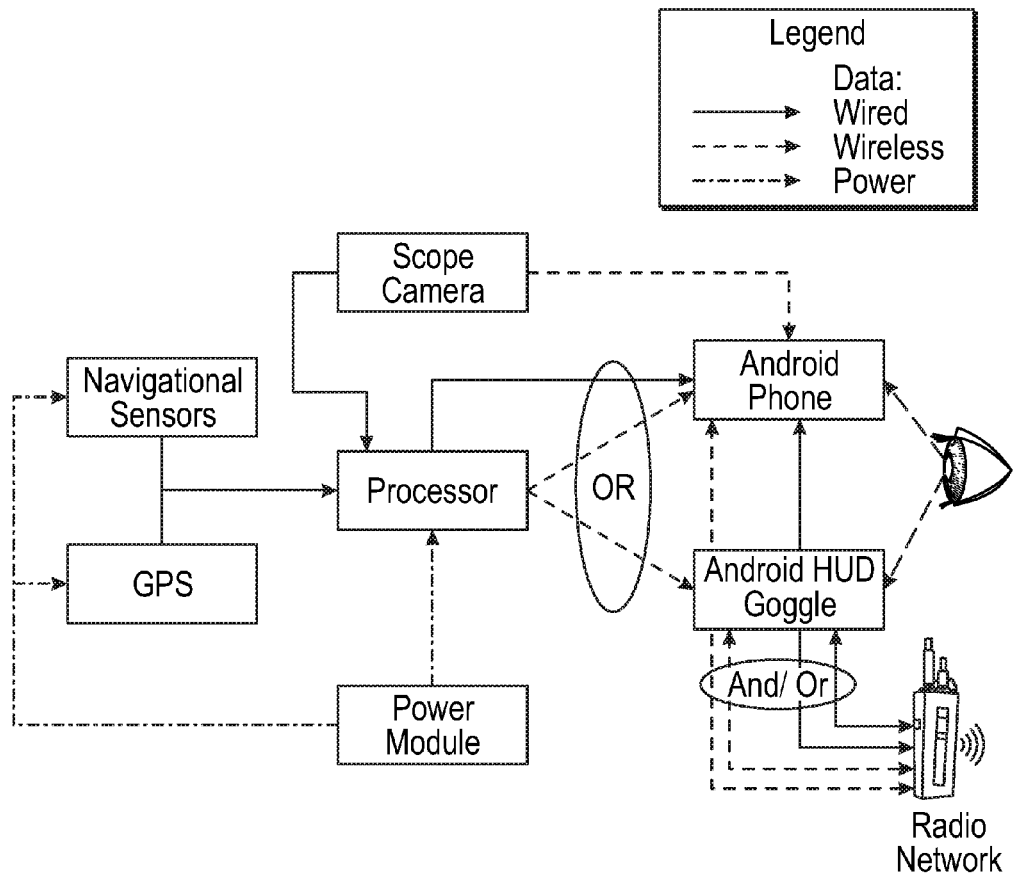 Legend
Data:
Wired
Wireless
Power
Scope
Camera
Navigational
Sensors
Android
Phone
Processor
OR
GPS
Android HUD
Goggle
Power
Module
And/ Or
Radio
Network